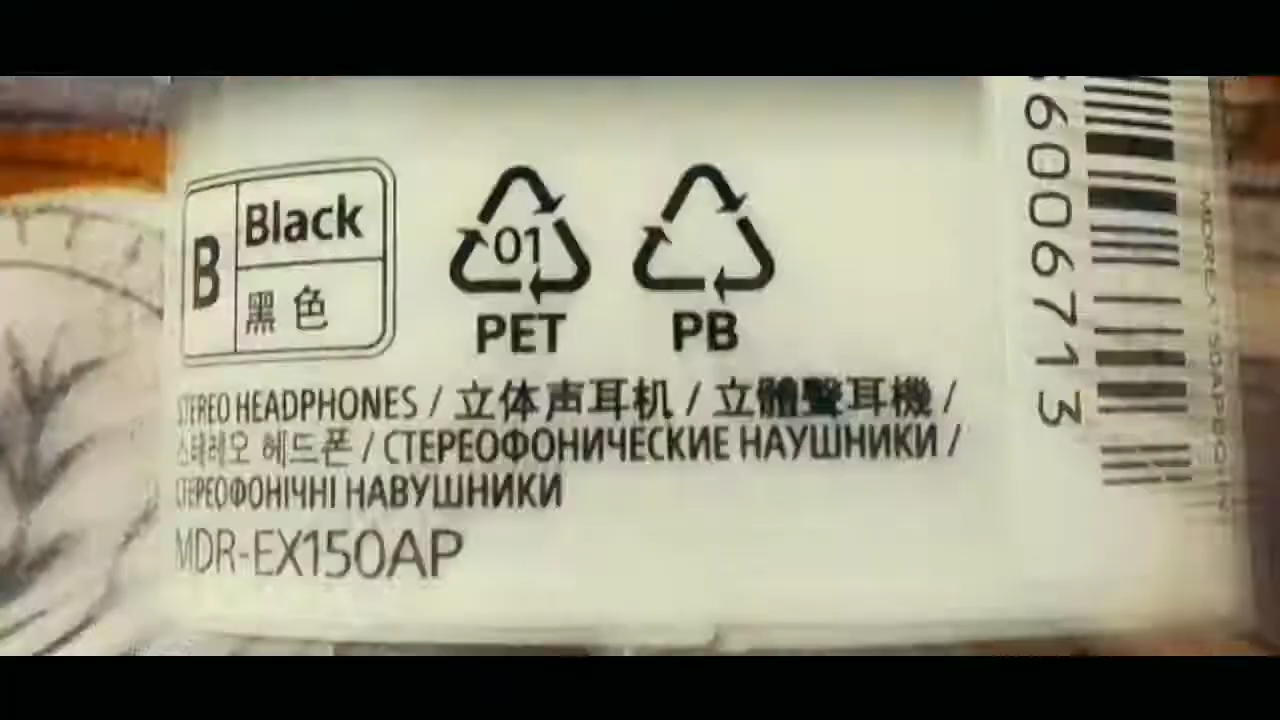 B
Black
黑色
01
PET
PB
STEREO HEADPHONES / 立体声耳机 / 立體聲耳機 /
스테레오 헤드폰 / СТЕРЕОФОНИЧЕСКИЕ НАУШНИКИ /
СТЕРЕОФОНІЧНІ НАВУШНИКИ
MDR-EX150AP
6006713